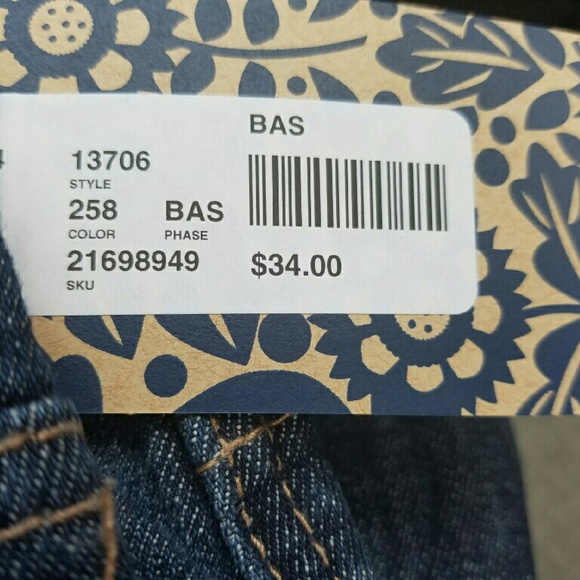 BAS
13706
STYLE
258 BAS
COLOR PHASE
21698949 $34.00
SKU